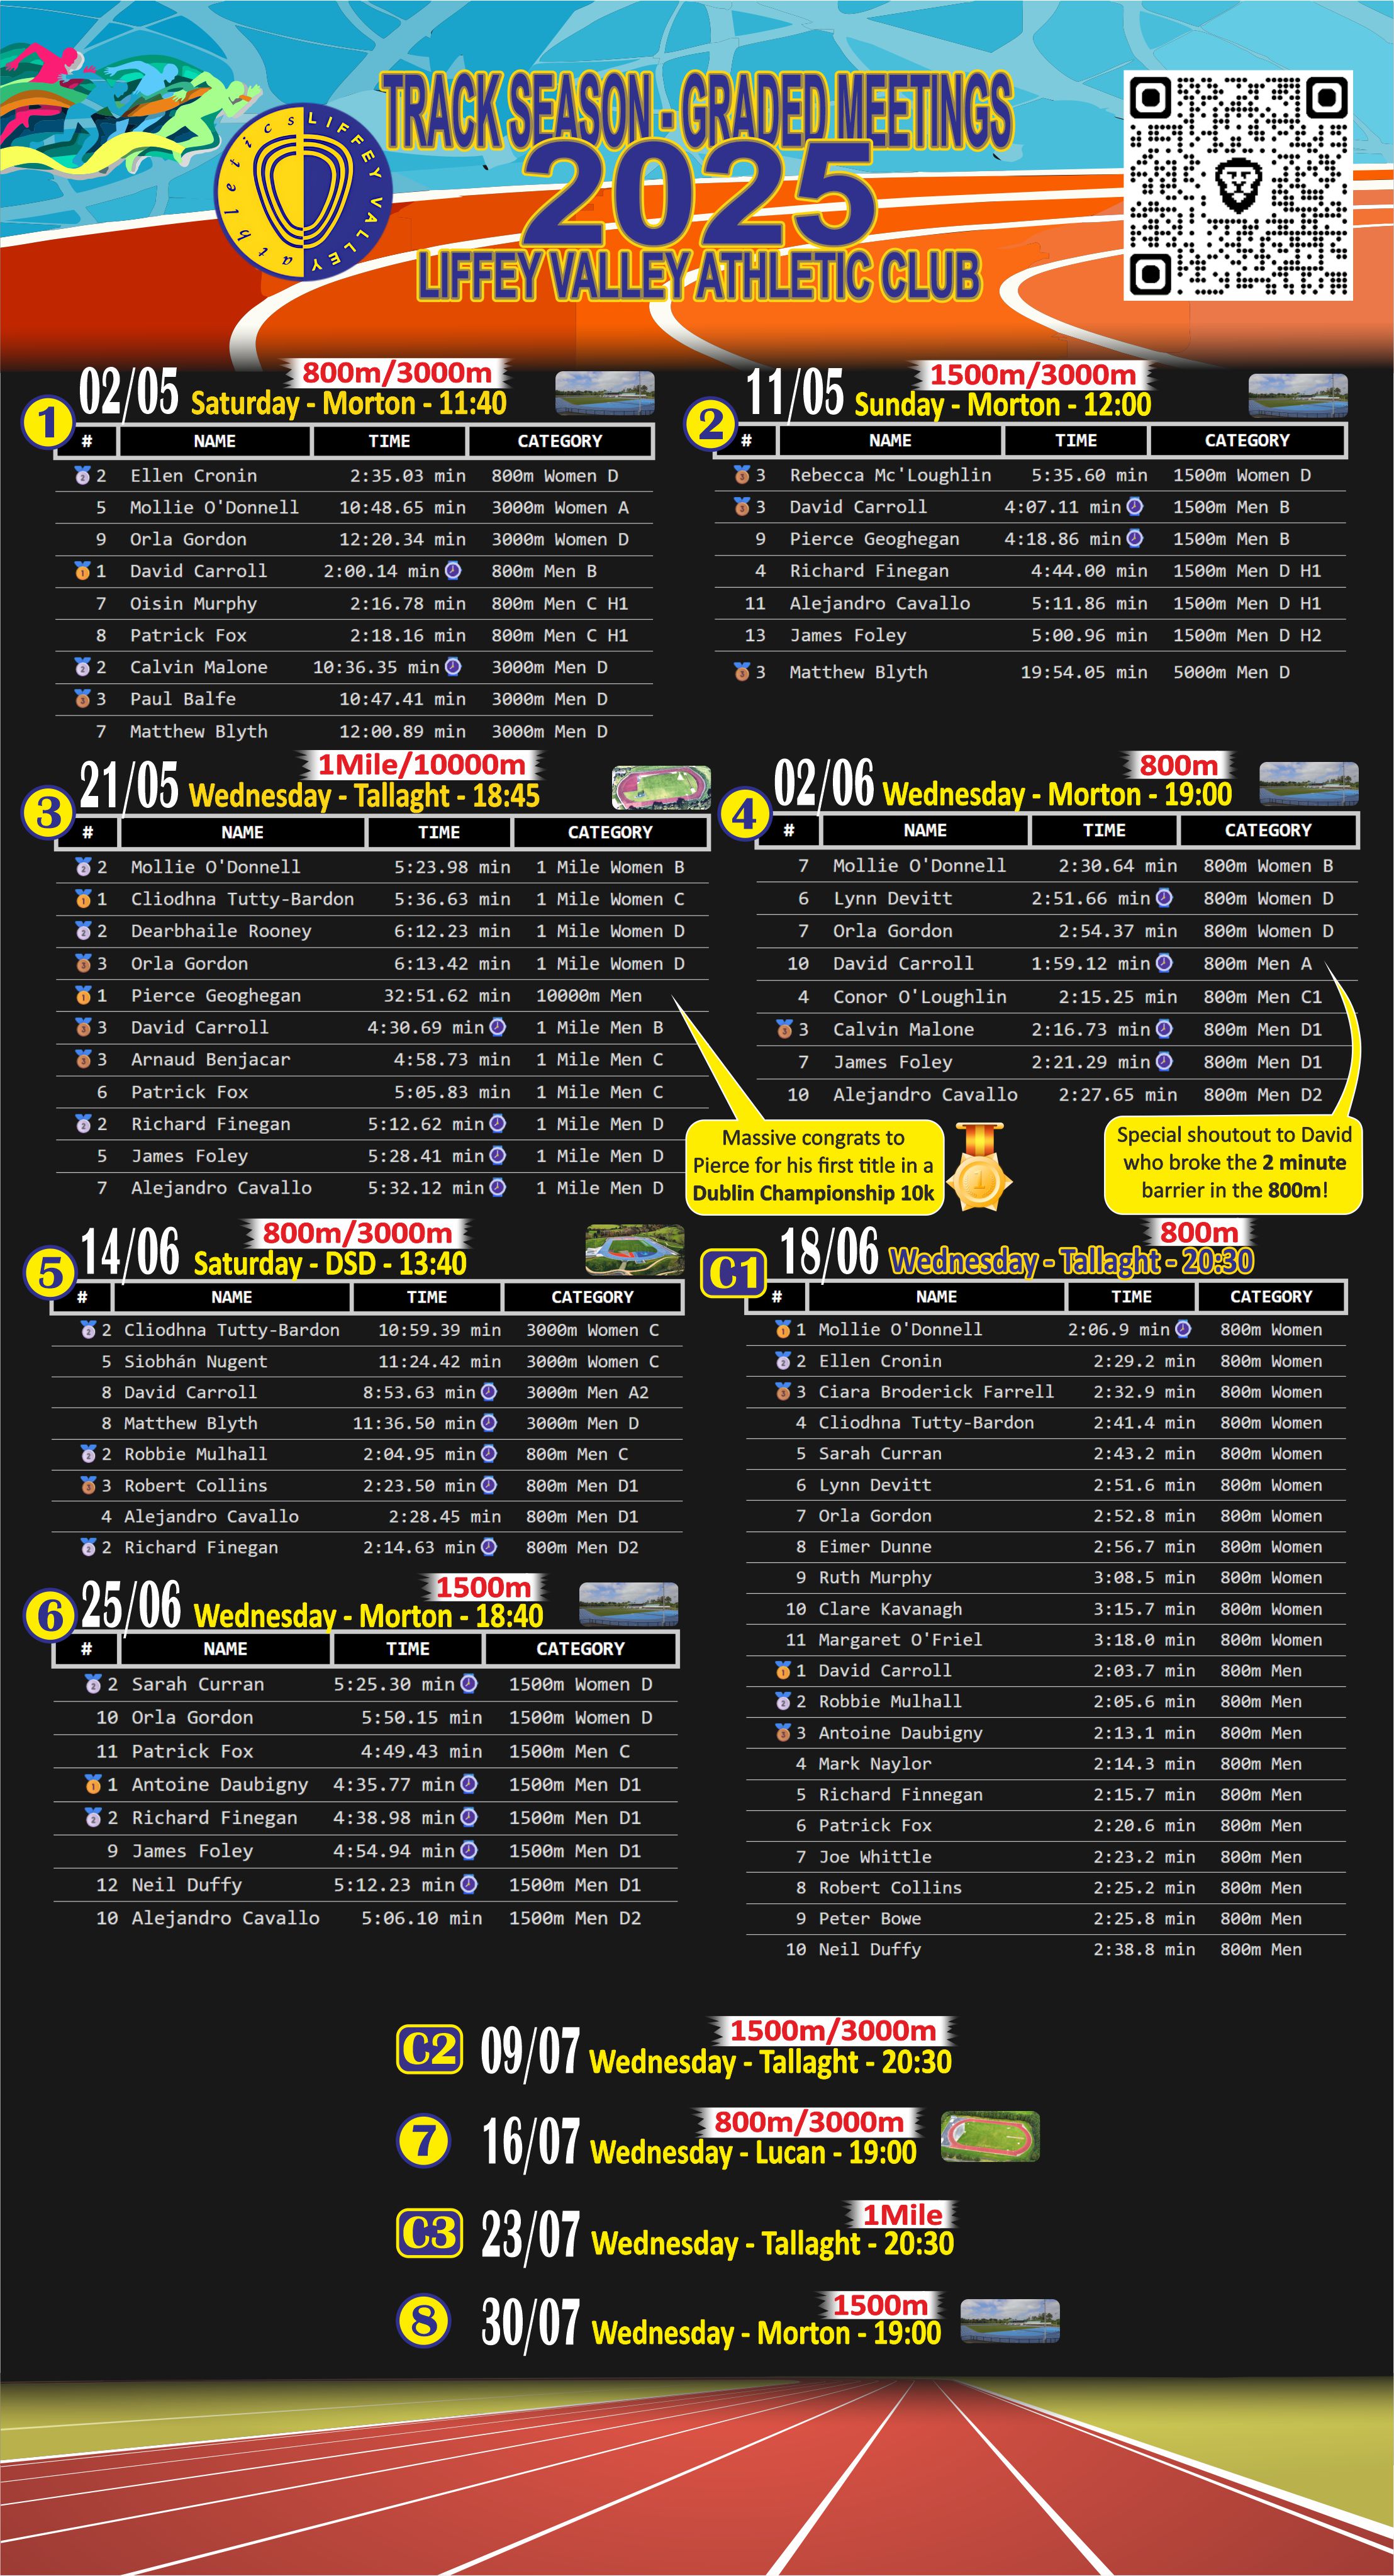 TRACK SEASON - GRADED MEETINGS
2025
LIFFEY VALLEY ATHLETIC CLUB
LIFFEY VALLEY
athletics
1
02/05
800m/3000m
Saturday - Morton - 11:40
# NAME TIME CATEGORY
2 Ellen Cronin 2:35.03 min 800m Women D
5 Mollie O'Donnell 10:48.65 min 3000m Women A
9 Orla Gordon 12:20.34 min 3000m Women D
1 David Carroll 2:00.14 min 800m Men B
7 Oisin Murphy 2:16.78 min 800m Men C H1
8 Patrick Fox 2:18.16 min 800m Men C H1
2 Calvin Malone 10:36.35 min 3000m Men D
3 Paul Balfe 10:47.41 min 3000m Men D
7 Matthew Blyth 12:00.89 min 3000m Men D
2
11/05
1500m/3000m
Sunday - Morton - 12:00
# NAME TIME CATEGORY
3 Rebecca Mc'Loughlin 5:35.60 min 1500m Women D
3 David Carroll 4:07.11 min 1500m Men B
9 Pierce Geoghegan 4:18.86 min 1500m Men B
4 Richard Finegan 4:44.00 min 1500m Men D H1
11 Alejandro Cavallo 5:11.86 min 1500m Men D H1
13 James Foley 5:00.96 min 1500m Men D H2
3 Matthew Blyth 19:54.05 min 5000m Men D
3
21/05
1Mile/10000m
Wednesday - Tallaght - 18:45
# NAME TIME CATEGORY
2 Mollie O'Donnell 5:23.98 min 1 Mile Women B
1 Cliodhna Tutty-Bardon 5:36.63 min 1 Mile Women C
2 Dearbhaile Rooney 6:12.23 min 1 Mile Women D
3 Orla Gordon 6:13.42 min 1 Mile Women D
1 Pierce Geoghegan 32:51.62 min 10000m Men
3 David Carroll 4:30.69 min 1 Mile Men B
3 Arnaud Benjacar 4:58.73 min 1 Mile Men C
6 Patrick Fox 5:05.83 min 1 Mile Men C
2 Richard Finegan 5:12.62 min 1 Mile Men D
5 James Foley 5:28.41 min 1 Mile Men D
7 Alejandro Cavallo 5:32.12 min 1 Mile Men D
Massive congrats to
Pierce for his first title in a
Dublin Championship 10k
1
4
02/06
800m
Wednesday - Morton - 19:00
# NAME TIME CATEGORY
7 Mollie O'Donnell 2:30.64 min 800m Women B
6 Lynn Devitt 2:51.66 min 800m Women D
7 Orla Gordon 2:54.37 min 800m Women D
10 David Carroll 1:59.12 min 800m Men A
4 Conor O'Loughlin 2:15.25 min 800m Men C1
3 Calvin Malone 2:16.73 min 800m Men D1
7 James Foley 2:21.29 min 800m Men D1
10 Alejandro Cavallo 2:27.65 min 800m Men D2
Special shoutout to David
who broke the 2 minute
barrier in the 800m!
5
14/06
800m/3000m
Saturday - DSD - 13:40
# NAME TIME CATEGORY
2 Cliodhna Tutty-Bardon 10:59.39 min 3000m Women C
5 Siobhán Nugent 11:24.42 min 3000m Women C
8 David Carroll 8:53.63 min 3000m Men A2
8 Matthew Blyth 11:36.50 min 3000m Men D
2 Robbie Mulhall 2:04.95 min 800m Men C
3 Robert Collins 2:23.50 min 800m Men D1
4 Alejandro Cavallo 2:28.45 min 800m Men D1
2 Richard Finegan 2:14.63 min 800m Men D2
6
25/06
1500m
Wednesday - Morton - 18:40
# NAME TIME CATEGORY
2 Sarah Curran 5:25.30 min 1500m Women D
10 Orla Gordon 5:50.15 min 1500m Women D
11 Patrick Fox 4:49.43 min 1500m Men C
1 Antoine Daubigny 4:35.77 min 1500m Men D1
2 Richard Finegan 4:38.98 min 1500m Men D1
9 James Foley 4:54.94 min 1500m Men D1
12 Neil Duffy 5:12.23 min 1500m Men D1
10 Alejandro Cavallo 5:06.10 min 1500m Men D2
C1
18/06
800m
Wednesday - Tallaght - 20:30
# NAME TIME CATEGORY
1 Mollie O'Donnell 2:06.9 min 800m Women
2 Ellen Cronin 2:29.2 min 800m Women
3 Ciara Broderick Farrell 2:32.9 min 800m Women
4 Cliodhna Tutty-Bardon 2:41.4 min 800m Women
5 Sarah Curran 2:43.2 min 800m Women
6 Lynn Devitt 2:51.6 min 800m Women
7 Orla Gordon 2:52.8 min 800m Women
8 Eimer Dunne 2:56.7 min 800m Women
9 Ruth Murphy 3:08.5 min 800m Women
10 Clare Kavanagh 3:15.7 min 800m Women
11 Margaret O'Friel 3:18.0 min 800m Women
1 David Carroll 2:03.7 min 800m Men
2 Robbie Mulhall 2:05.6 min 800m Men
3 Antoine Daubigny 2:13.1 min 800m Men
4 Mark Naylor 2:14.3 min 800m Men
5 Richard Finnegan 2:15.7 min 800m Men
6 Patrick Fox 2:20.6 min 800m Men
7 Joe Whittle 2:23.2 min 800m Men
8 Robert Collins 2:25.2 min 800m Men
9 Peter Bowe 2:25.8 min 800m Men
10 Neil Duffy 2:38.8 min 800m Men
C2
09/07
1500m/3000m
Wednesday - Tallaght - 20:30
7
16/07
800m/3000m
Wednesday - Lucan - 19:00
C3
23/07
1Mile
Wednesday - Tallaght - 20:30
8
30/07
1500m
Wednesday - Morton - 19:00